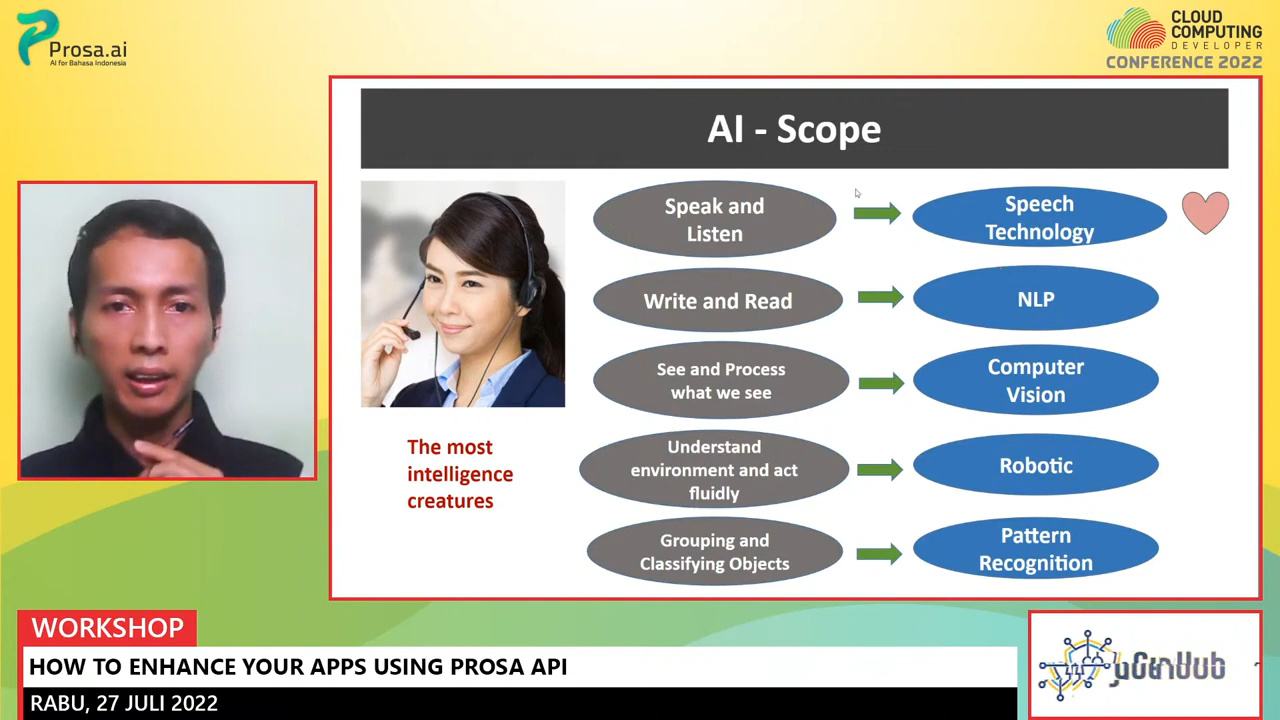 Prosa.ai
AI for Bahasa Indonesia
CLOUD
COMPUTING
DEVELOPER
CONFERENCE 2022
AI - Scope
Speak and
Listen
Speech
Technology
Write and Read
NLP
See and Process
what we see
Computer
Vision
The most
intelligence
creatures
Understand
environment and act
fluidly
Robotic
Grouping and
Classifying Objects
Pattern
Recognition
WORKSHOP
HOW TO ENHANCE YOUR APPS USING PROSA API
RABU, 27 JULI 2022